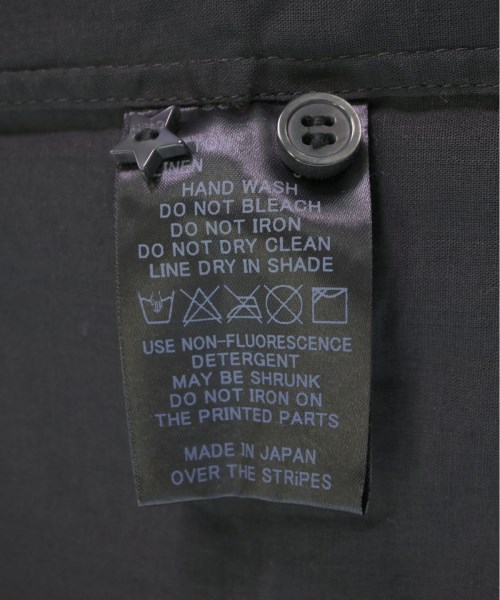 LINEN
HAND WASH
DO NOT BLEACH
DO NOT IRON
DO NOT DRY CLEAN
LINE DRY IN SHADE
USE NON-FLUORESCENCE
DETERGENT
MAY BE SHRUNK
DO NOT IRON ON
THE PRINTED PARTS
MADE IN JAPAN
OVER THE STRiPES